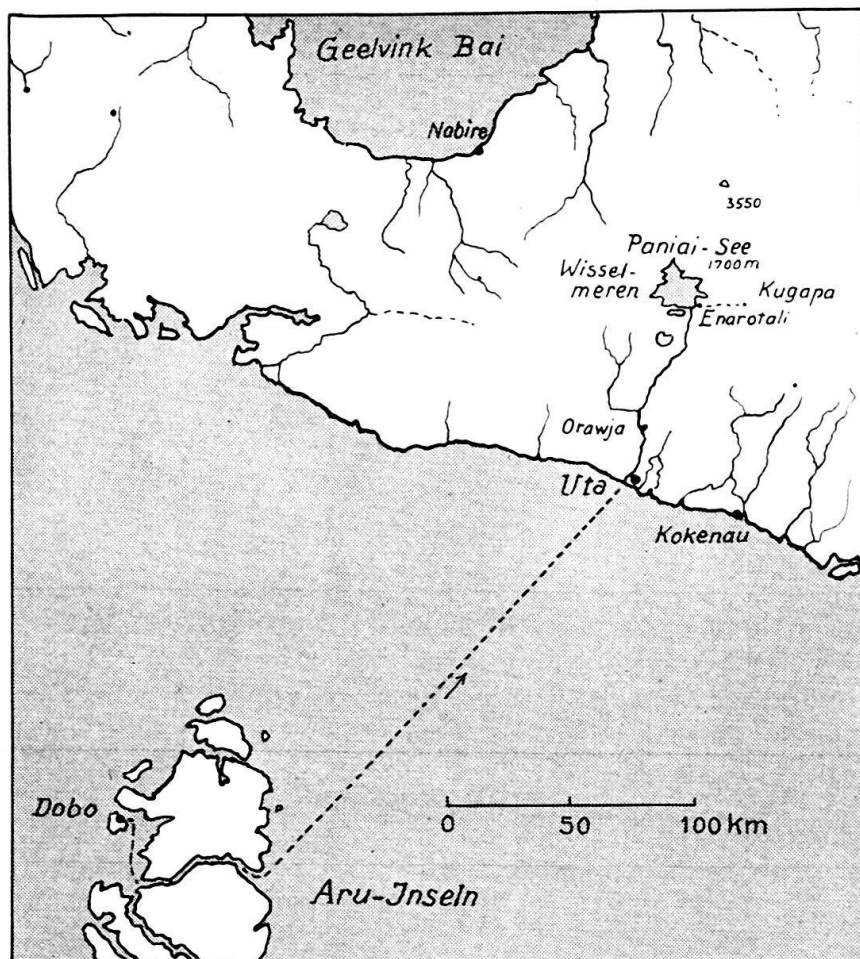 Geelvink Bai
Nabire
3550
Paniai-See
1700m
Wissel-
meren
Kugapa
Enarotali
Orawja
Uta
Kokenau
Dobo
0 50 100 km
Aru-Jnseln